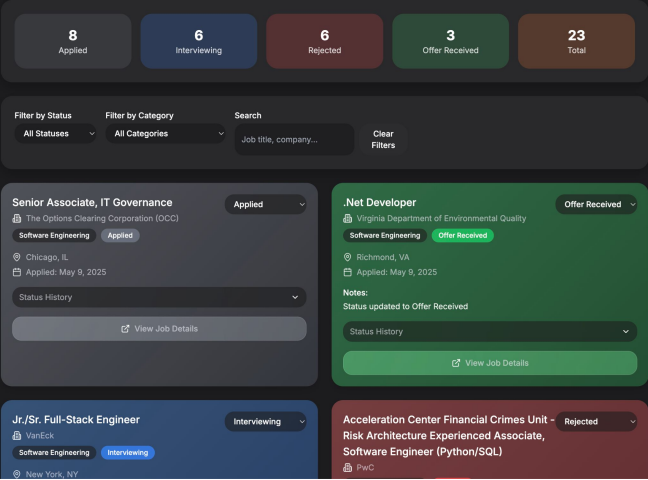 8
Applied
6
Interviewing
6
Rejected
3
Offer Received
23
Total
Filter by Status
All Statuses
Filter by Category
All Categories
Search
Job title, company...
Clear
Filters
Senior Associate, IT Governance
Applied
The Options Clearing Corporation (OCC)
Software Engineering
Applied
Chicago, IL
Applied: May 9, 2025
Status History
View Job Details
.Net Developer
Offer Received
Virginia Department of Environmental Quality
Software Engineering
Offer Received
Richmond, VA
Applied: May 9, 2025
Notes:
Status updated to Offer Received
Status History
View Job Details
Jr./Sr. Full-Stack Engineer
Interviewing
VanEck
Software Engineering
Interviewing
New York, NY
Acceleration Center Financial Crimes Unit -
Risk Architecture Experienced Associate,
Software Engineer (Python/SQL)
Rejected
PwC